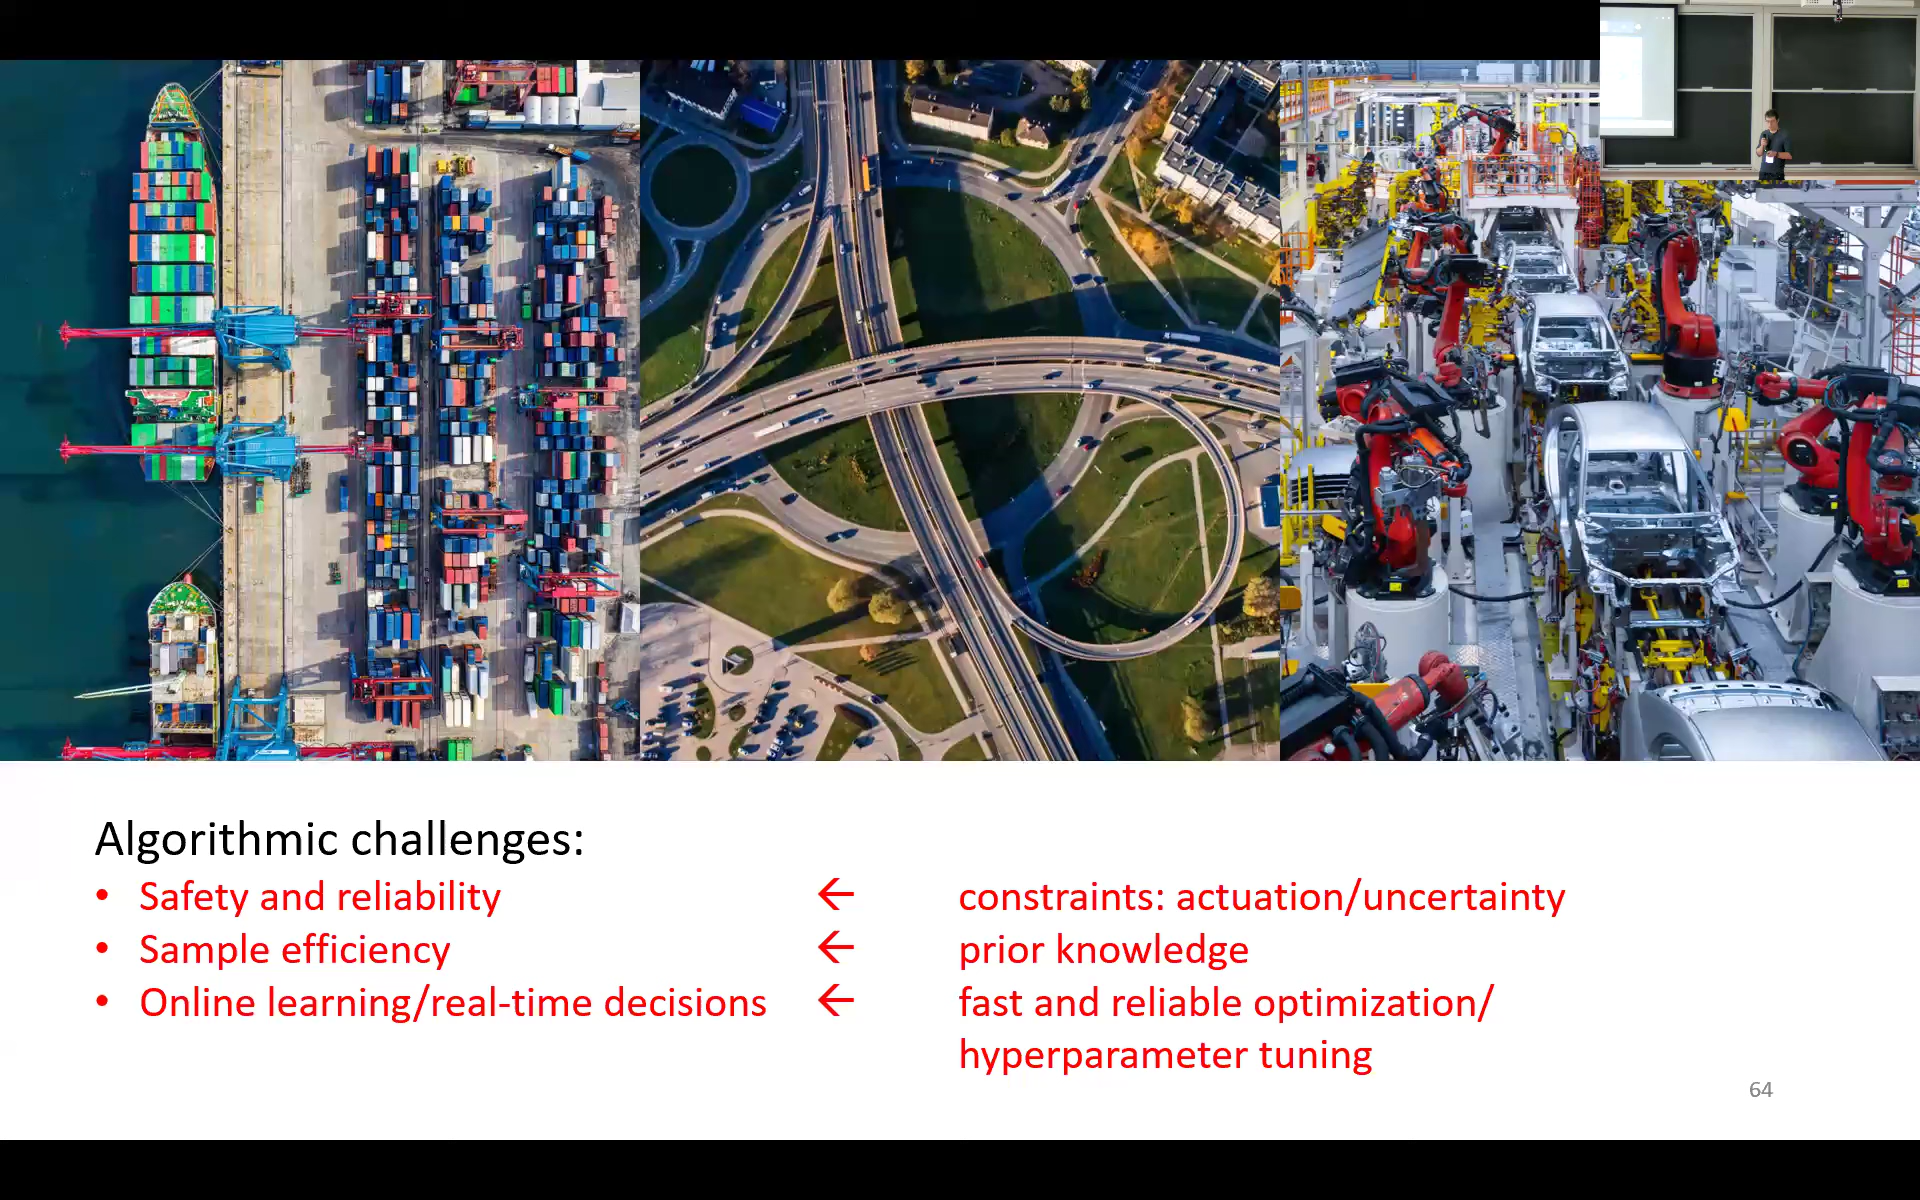 Algorithmic challenges:
• Safety and reliability ← constraints: actuation/uncertainty
• Sample efficiency ← prior knowledge
• Online learning/real-time decisions ← fast and reliable optimization/
hyperparameter tuning
64